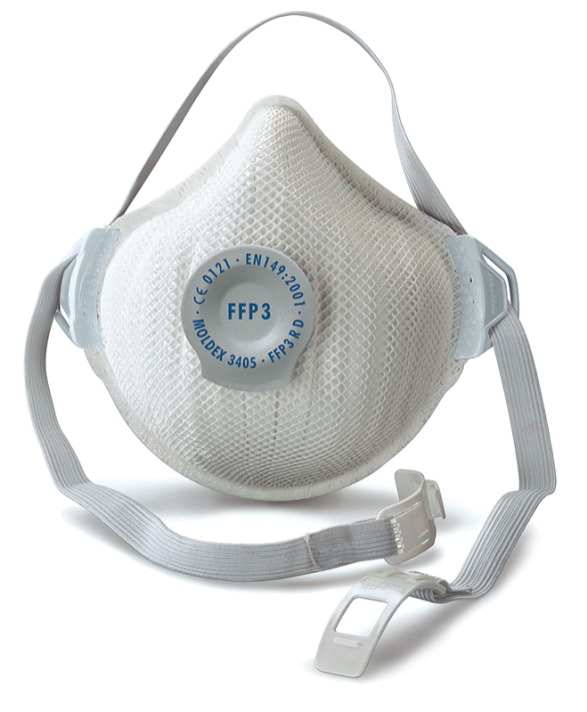 CE 0121 · EN149:2001 ·
FFP3
MOLDEX 3405 · FFP3 R D